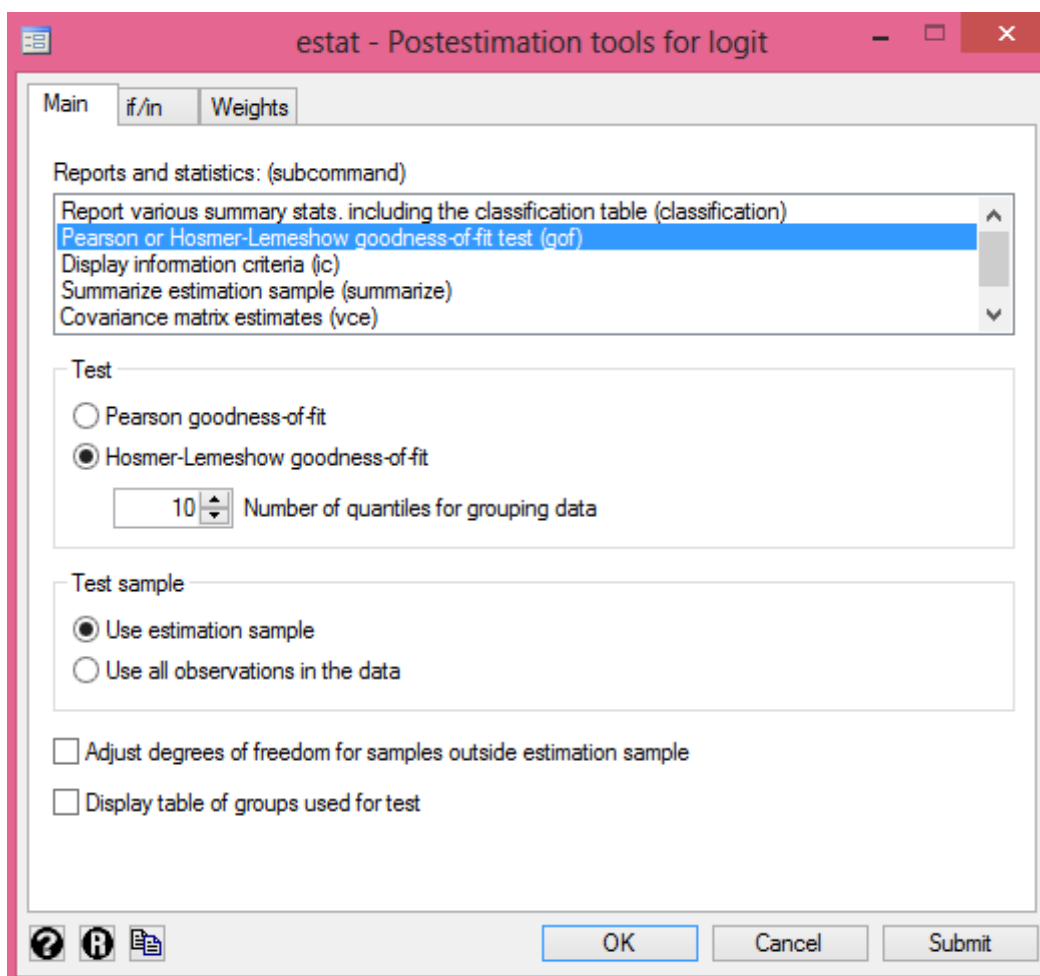 estat - Postestimation tools for logit
Main if/in Weights
Reports and statistics: (subcommand)
Report various summary stats. including the classification table (classification)
Pearson or Hosmer-Lemeshow goodness-of-fit test (gof)
Display information criteria (ic)
Summarize estimation sample (summarize)
Covariance matrix estimates (vce)
Test
Pearson goodness-of-fit
Hosmer-Lemeshow goodness-of-fit
10 Number of quantiles for grouping data
Test sample
Use estimation sample
Use all observations in the data
Adjust degrees of freedom for samples outside estimation sample
Display table of groups used for test
? R OK Cancel Submit